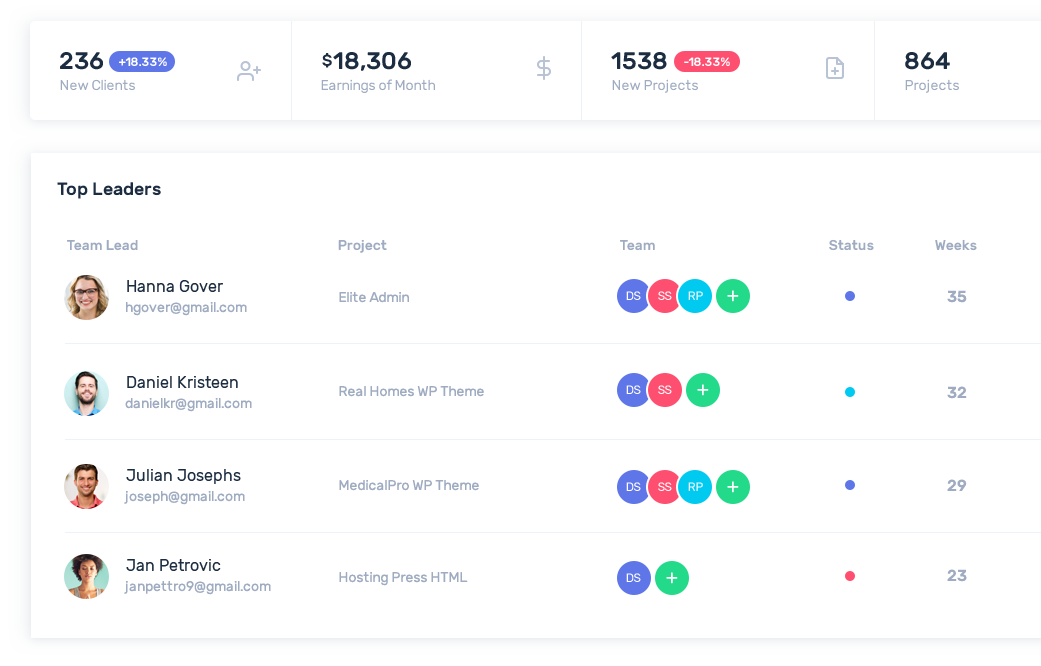 236 +18.33%
New Clients
$18,306
Earnings of Month
1538 -18.33%
New Projects
864
Projects
Top Leaders
Team Lead Project Team Status Weeks
Hanna Gover
hgover@gmail.com
Elite Admin
DS SS RP +
35
Daniel Kristeen
danielkr@gmail.com
Real Homes WP Theme
DS SS +
32
Julian Josephs
joseph@gmail.com
MedicalPro WP Theme
DS SS RP +
29
Jan Petrovic
janpettro9@gmail.com
Hosting Press HTML
DS +
23